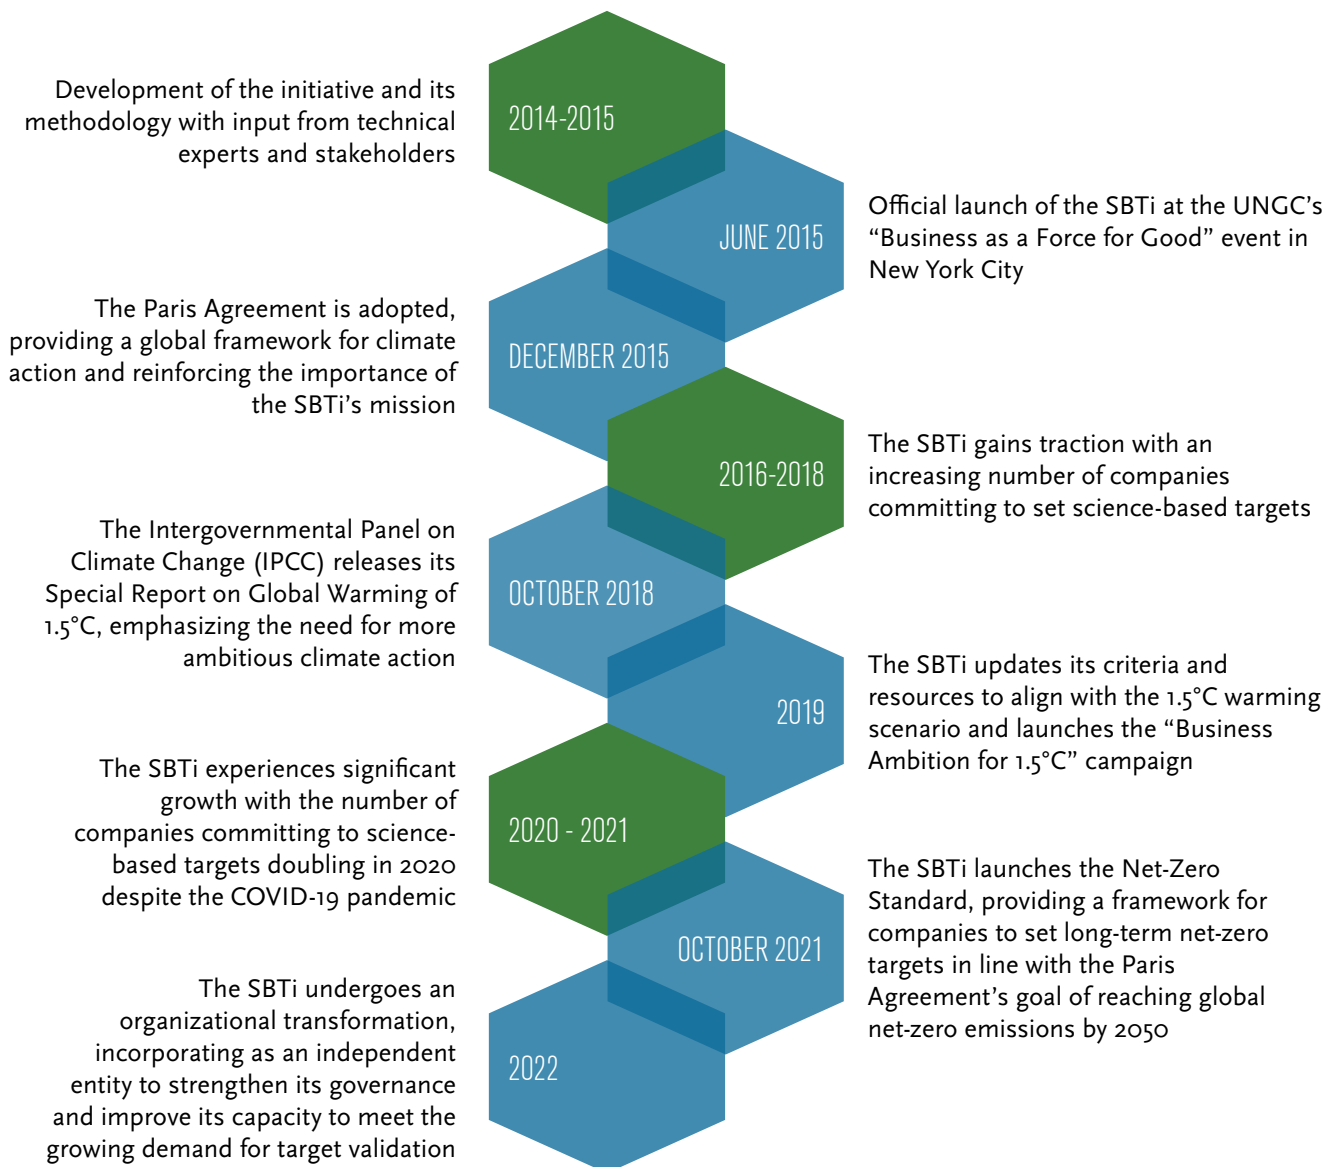 Development of the initiative and its
methodology with input from technical
experts and stakeholders
2014-2015
JUNE 2015
Official launch of the SBTi at the UNGC’s
“Business as a Force for Good” event in
New York City
The Paris Agreement is adopted,
providing a global framework for climate
action and reinforcing the importance of
the SBTi’s mission
DECEMBER 2015
2016-2018
The SBTi gains traction with an
increasing number of companies
committing to set science-based targets
The Intergovernmental Panel on
Climate Change (IPCC) releases its
Special Report on Global Warming of
1.5°C, emphasizing the need for more
ambitious climate action
OCTOBER 2018
2019
The SBTi updates its criteria and
resources to align with the 1.5°C warming
scenario and launches the “Business
Ambition for 1.5°C” campaign
The SBTi experiences significant
growth with the number of
companies committing to science-
based targets doubling in 2020
despite the COVID-19 pandemic
2020 - 2021
OCTOBER 2021
The SBTi launches the Net-Zero
Standard, providing a framework for
companies to set long-term net-zero
targets in line with the Paris
Agreement’s goal of reaching global
net-zero emissions by 2050
The SBTi undergoes an
organizational transformation,
incorporating as an independent
entity to strengthen its governance
and improve its capacity to meet the
growing demand for target validation
2022